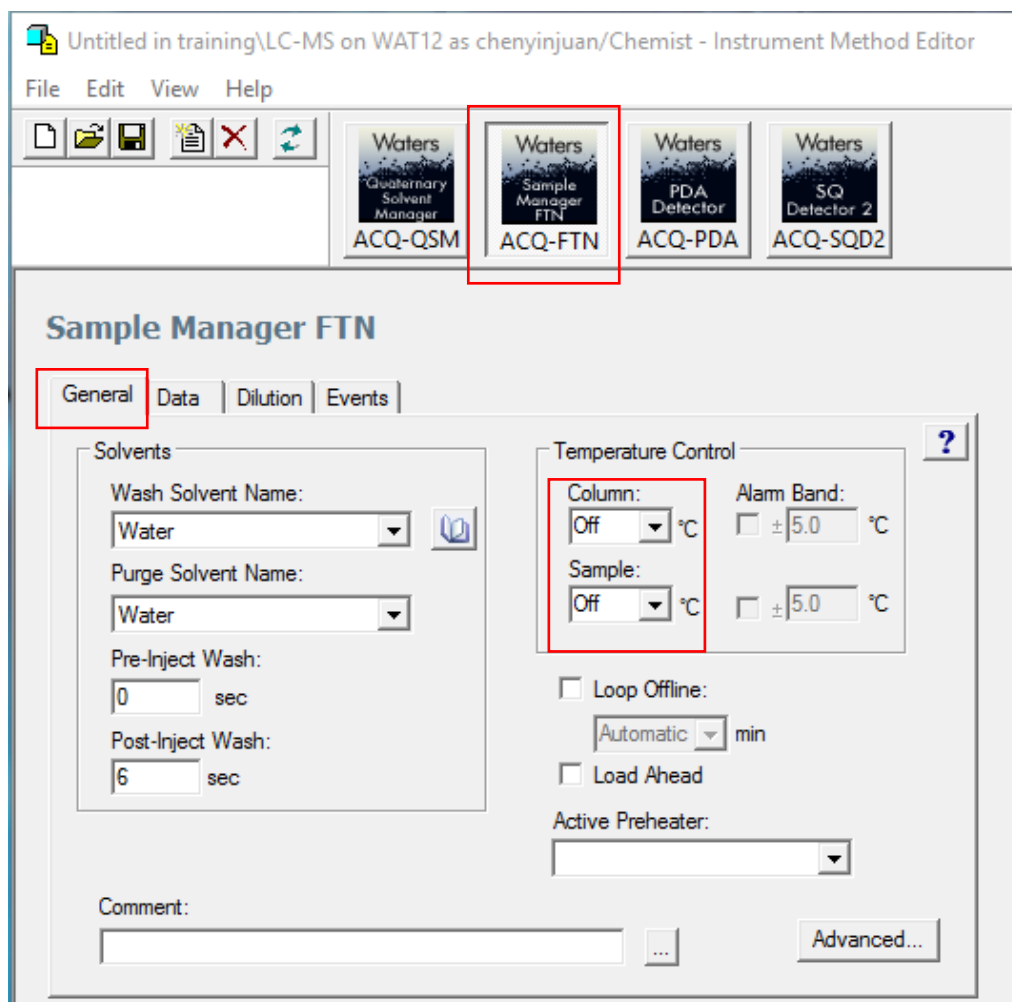 Untitled in training\LC-MS on WAT12 as chenyinjuan/Chemist - Instrument Method Editor
File Edit View Help
Waters
Quaternary
Solvent
Manager
ACQ-QSM
Waters
Sample
Manager
FTN
ACQ-FTN
Waters
PDA
Detector
ACQ-PDA
Waters
SQ
Detector 2
ACQ-SQD2
Sample Manager FTN
General Data Dilution Events
?
Solvents
Wash Solvent Name:
Water
Purge Solvent Name:
Water
Pre-Inject Wash:
0 sec
Post-Inject Wash:
6 sec
Temperature Control
Column: Alarm Band:
Off °C ± 5.0 °C
Sample:
Off °C ± 5.0 °C
Loop Offline:
Automatic min
Load Ahead
Active Preheater:
Comment:
...
Advanced...